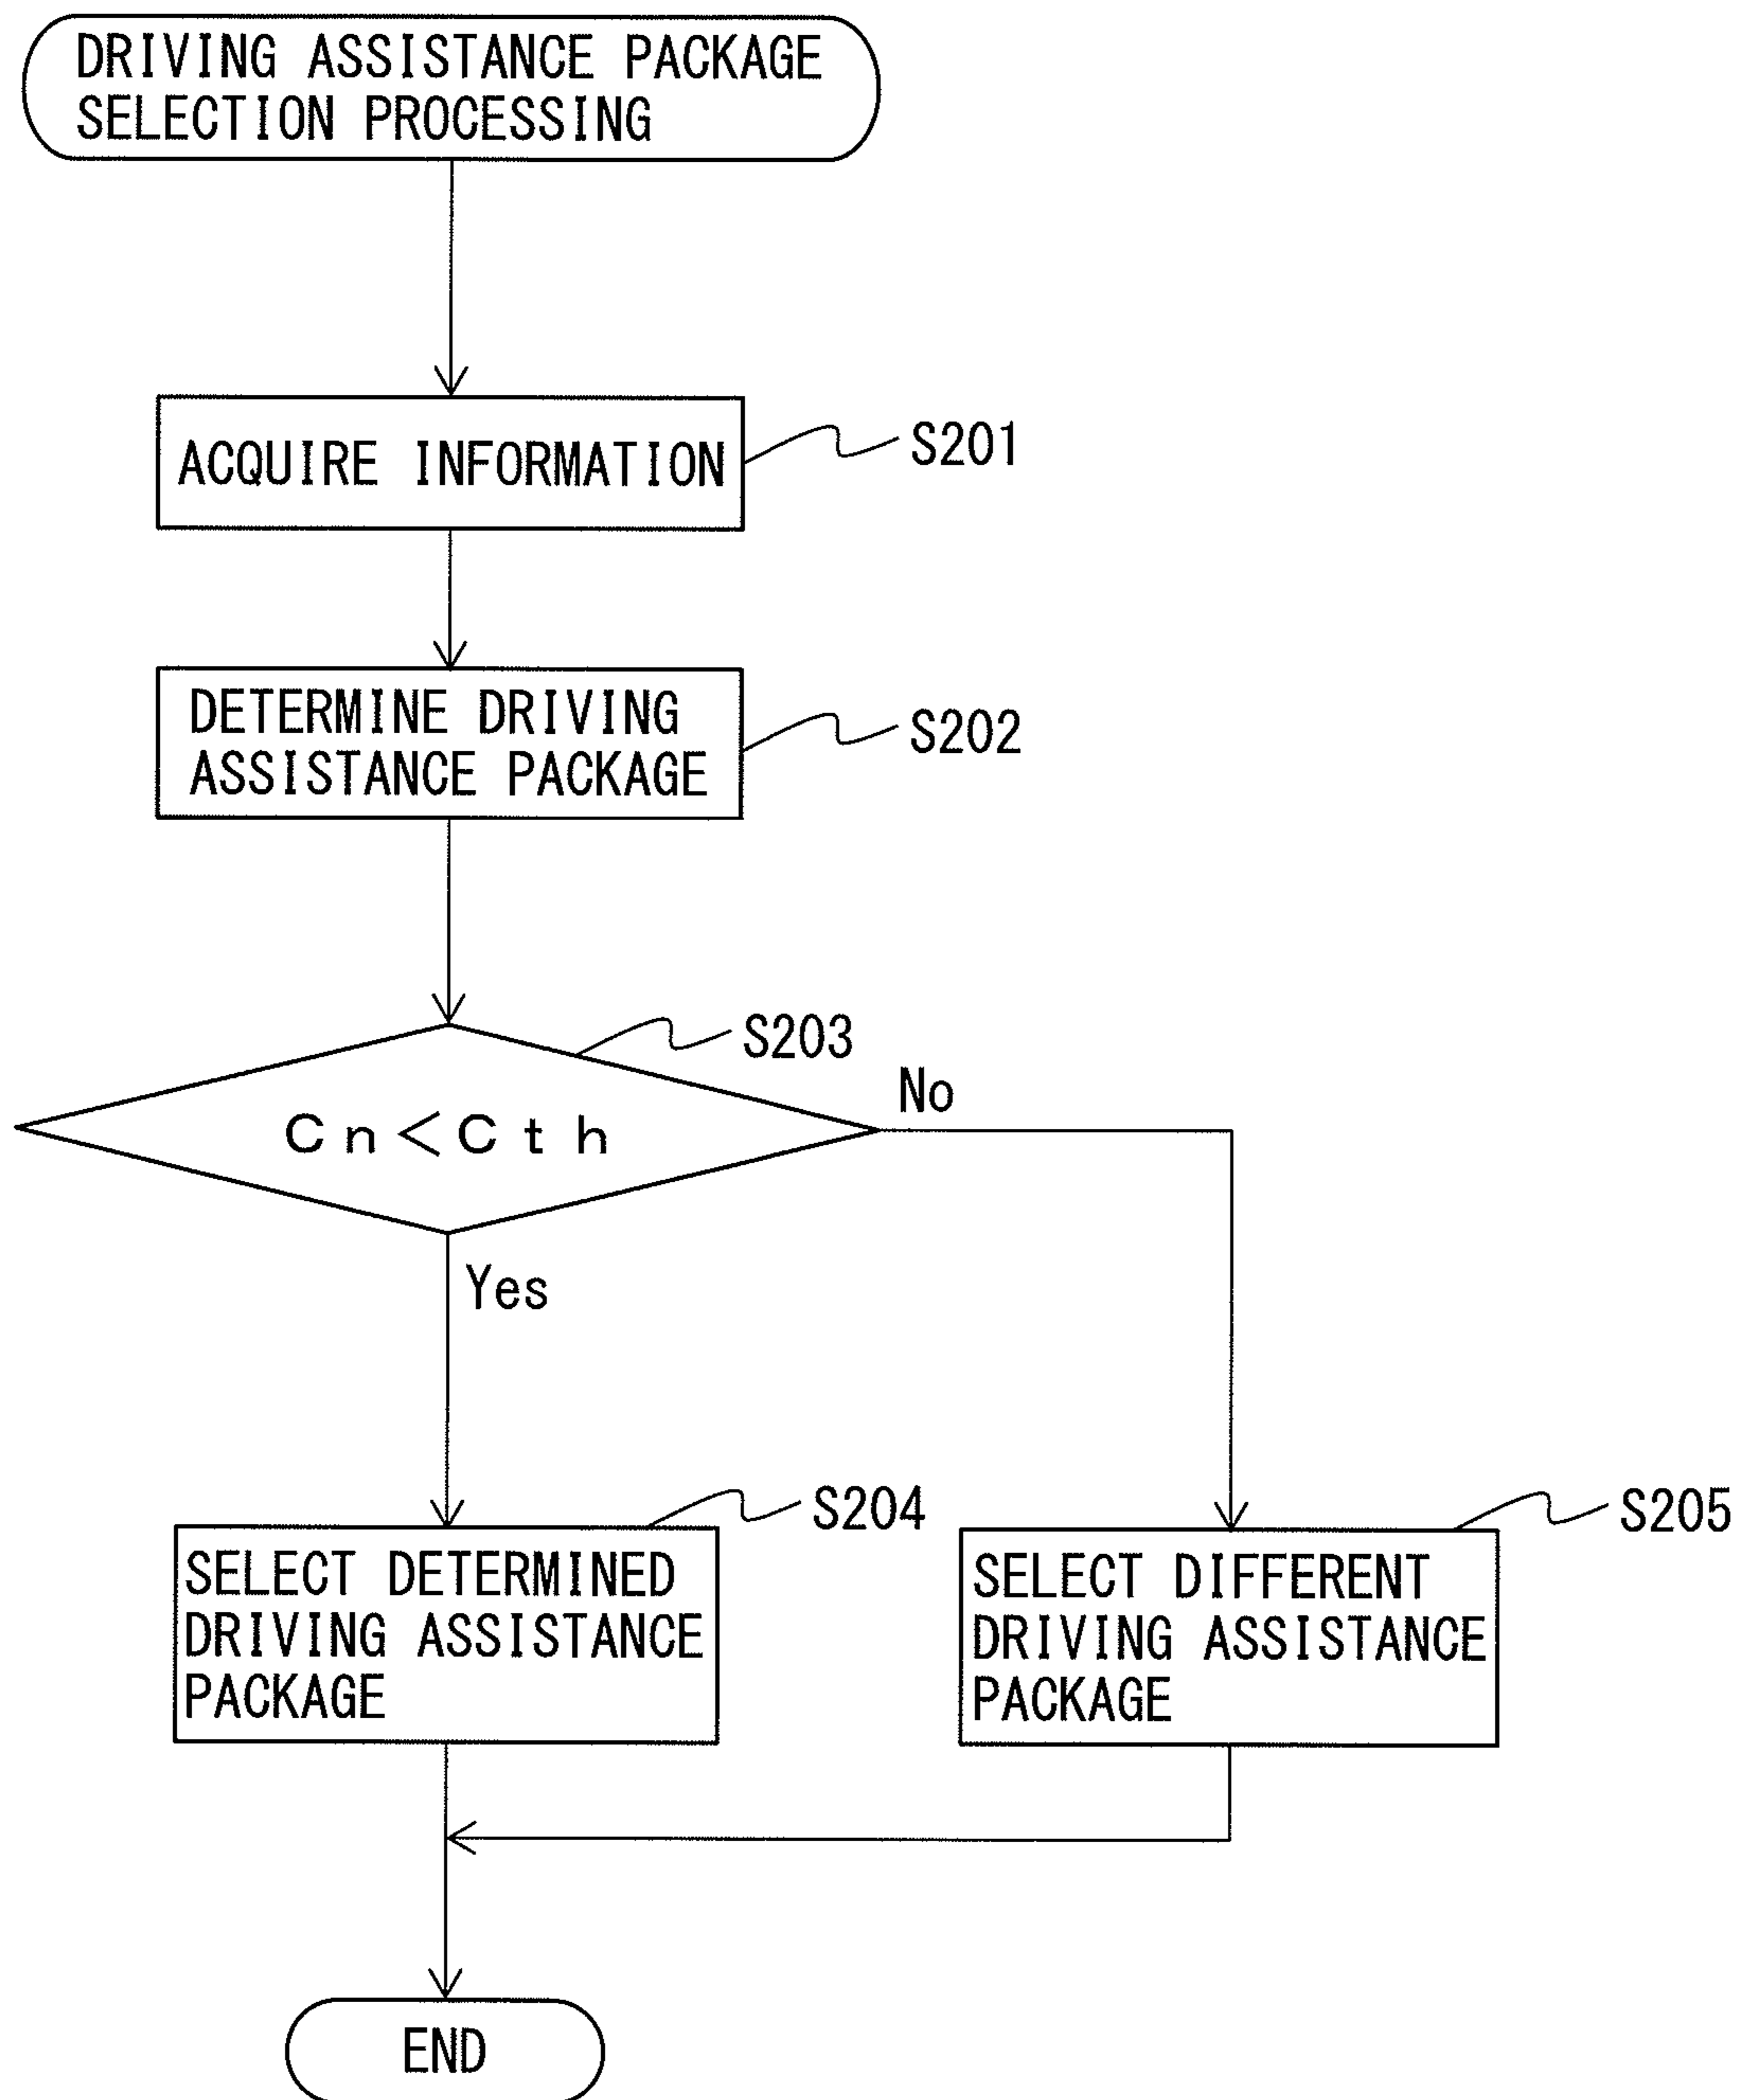 DRIVING ASSISTANCE PACKAGE
SELECTION PROCESSING
ACQUIRE INFORMATION
S201
DETERMINE DRIVING
ASSISTANCE PACKAGE
S202
S203
Cn<Cth
No
Yes
S204
SELECT DETERMINED
DRIVING ASSISTANCE
PACKAGE
S205
SELECT DIFFERENT
DRIVING ASSISTANCE
PACKAGE
END